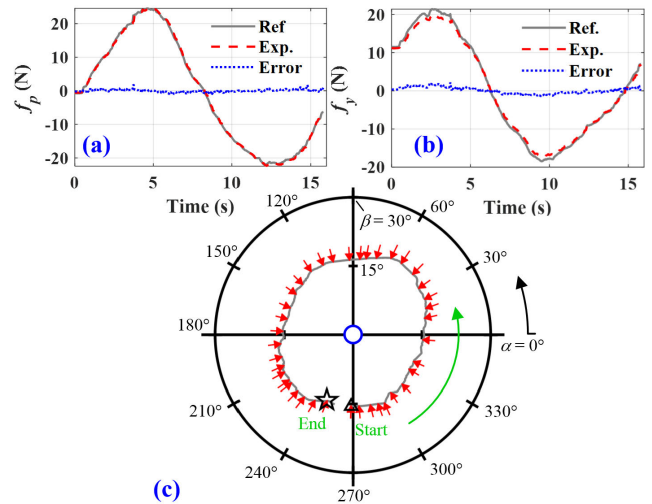 20
10
0
-10
-20
f_p (N)
Ref
Exp.
Error
(a)
0 5 10 15
Time (s)
20
10
0
-10
-20
f_y (N)
Ref.
Exp.
Error
(b)
0 5 10 15
Time (s)
120°
β = 30°
60°
150°
15°
30°
180°
α = 0°
210°
330°
End Start
240°
300°
270°
(c)